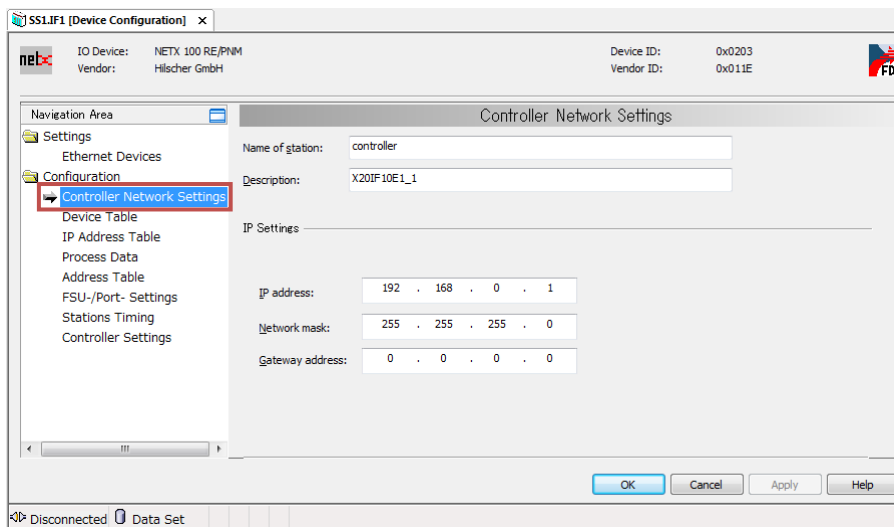 SS1.IF1 [Device Configuration] x
netx
IO Device: NETX 100 RE/PNM Device ID: 0x0203
Vendor: Hilscher GmbH Vendor ID: 0x011E
FD
Navigation Area
Controller Network Settings
Settings
Ethernet Devices
Configuration
Controller Network Settings
Device Table
IP Address Table
Process Data
Address Table
FSU-/Port- Settings
Stations Timing
Controller Settings
Name of station: controller
Description: X20IF10E1_1
IP Settings
IP address: 192 . 168 . 0 . 1
Network mask: 255 . 255 . 255 . 0
Gateway address: 0 . 0 . 0 . 0
OK Cancel Apply Help
Disconnected Data Set